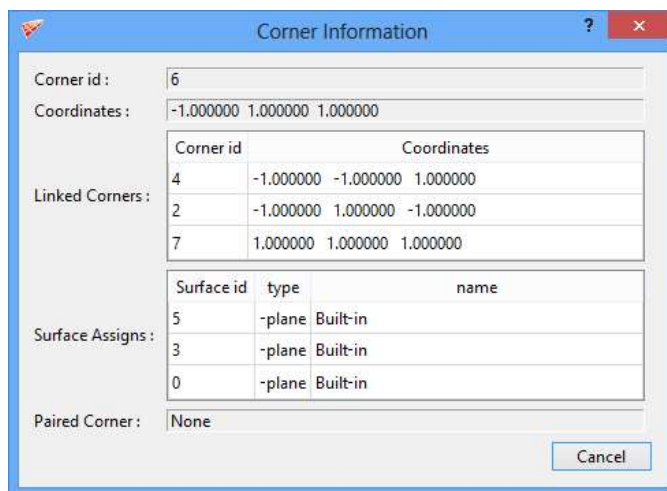 Corner Information
?
×
Corner id :
6
Coordinates :
-1.000000 1.000000 1.000000
Linked Corners :
Corner id Coordinates
4 -1.000000 -1.000000 1.000000
2 -1.000000 1.000000 -1.000000
7 1.000000 1.000000 1.000000
Surface Assigns :
Surface id type name
5 -plane Built-in
3 -plane Built-in
0 -plane Built-in
Paired Corner :
None
Cancel